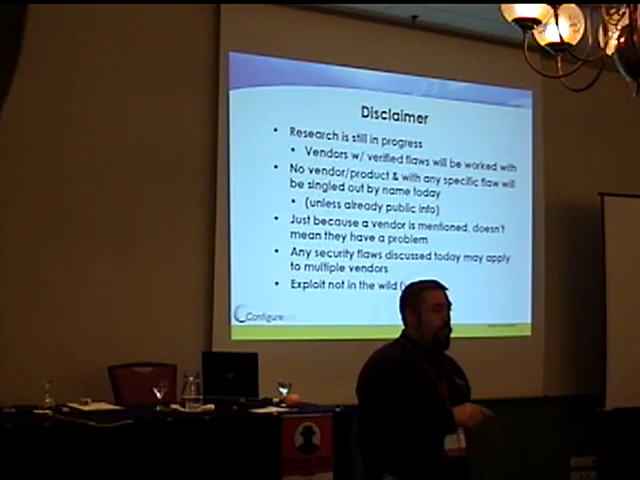 Disclaimer
• Research is still in progress
• Vendors w/ verified flaws will be worked with
• No vendor/product & with any specific flaw will
be singled out by name today
• (unless already public info)
• Just because a vendor is mentioned, doesn't
mean they have a problem
• Any security flaws discussed today may apply
to multiple vendors
• Exploit not in the wild (
Configure